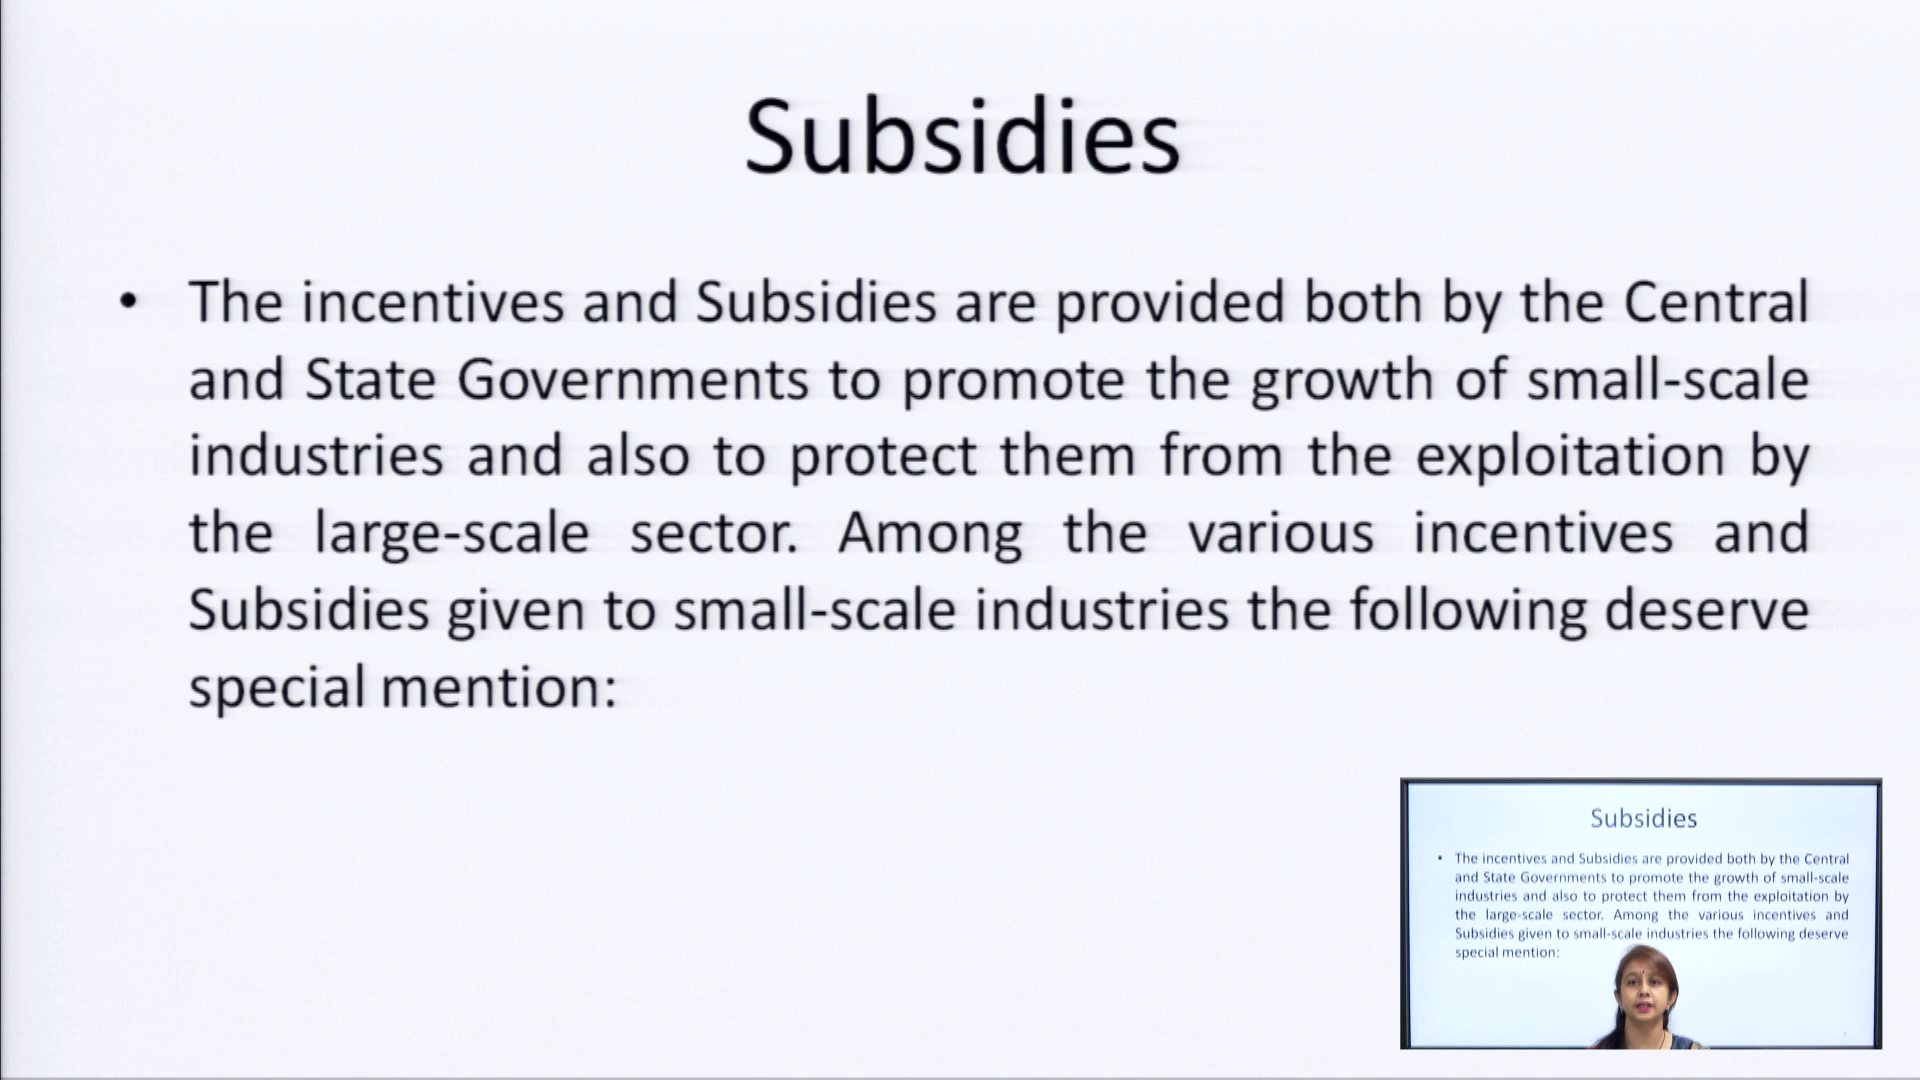 Subsidies
• The incentives and Subsidies are provided both by the Central
and State Governments to promote the growth of small-scale
industries and also to protect them from the exploitation by
the large-scale sector. Among the various incentives and
Subsidies given to small-scale industries the following deserve
special mention:
Subsidies
• The incentives and Subsidies are provided both by the Central
and State Governments to promote the growth of small-scale
industries and also to protect them from the exploitation by
the large-scale sector. Among the various incentives and
Subsidies given to small-scale industries the following deserve
special mention: